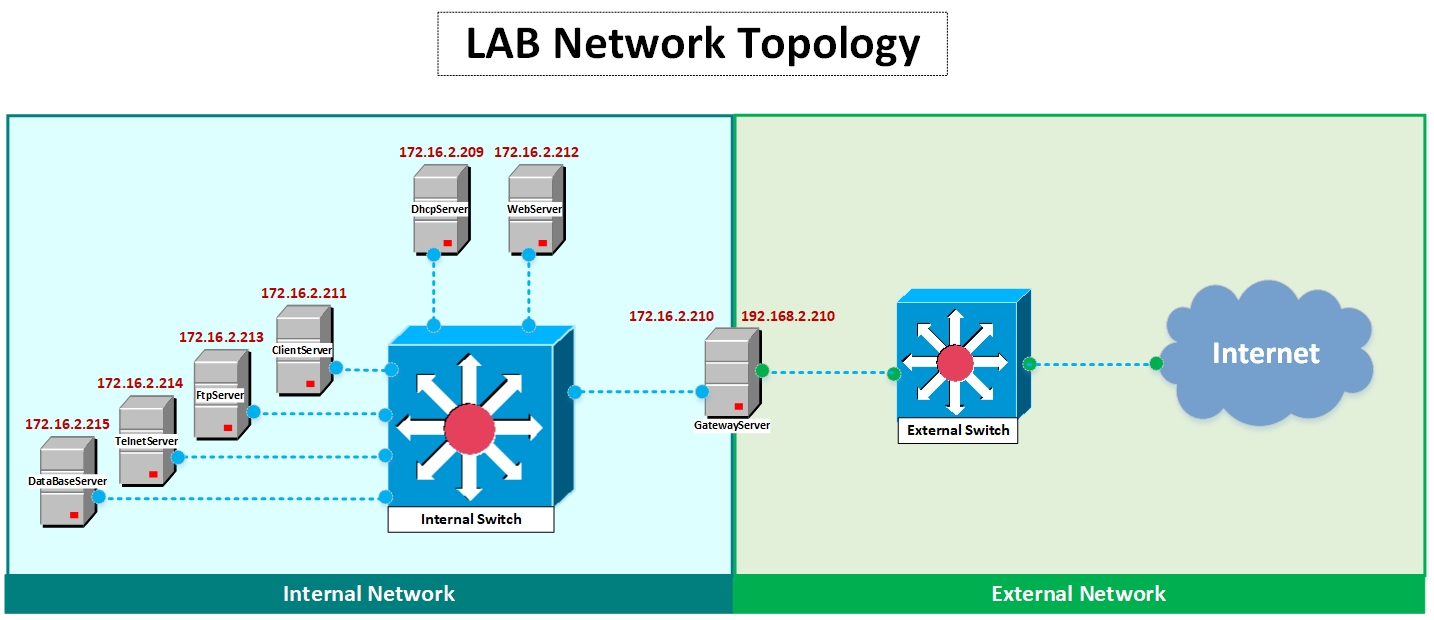 LAB Network Topology
172.16.2.209
172.16.2.212
DhcpServer
WebServer
172.16.2.211
ClientServer
172.16.2.213
FtpServer
172.16.2.214
TelnetServer
172.16.2.215
DataBaseServer
Internal Switch
172.16.2.210
192.168.2.210
GatewayServer
External Switch
Internet
Internal Network
External Network